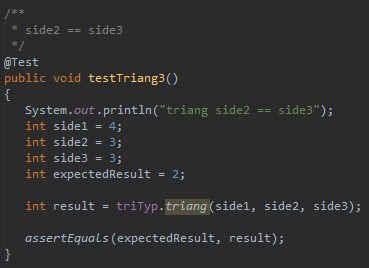 /**
 * side2 == side3
 */
@Test
public void testTriang3()
{
    System.out.println("triang side2 == side3");
    int side1 = 4;
    int side2 = 3;
    int side3 = 3;
    int expectedResult = 2;

    int result = triTyp.triang(side1, side2, side3);

    assertEquals(expectedResult, result);
}